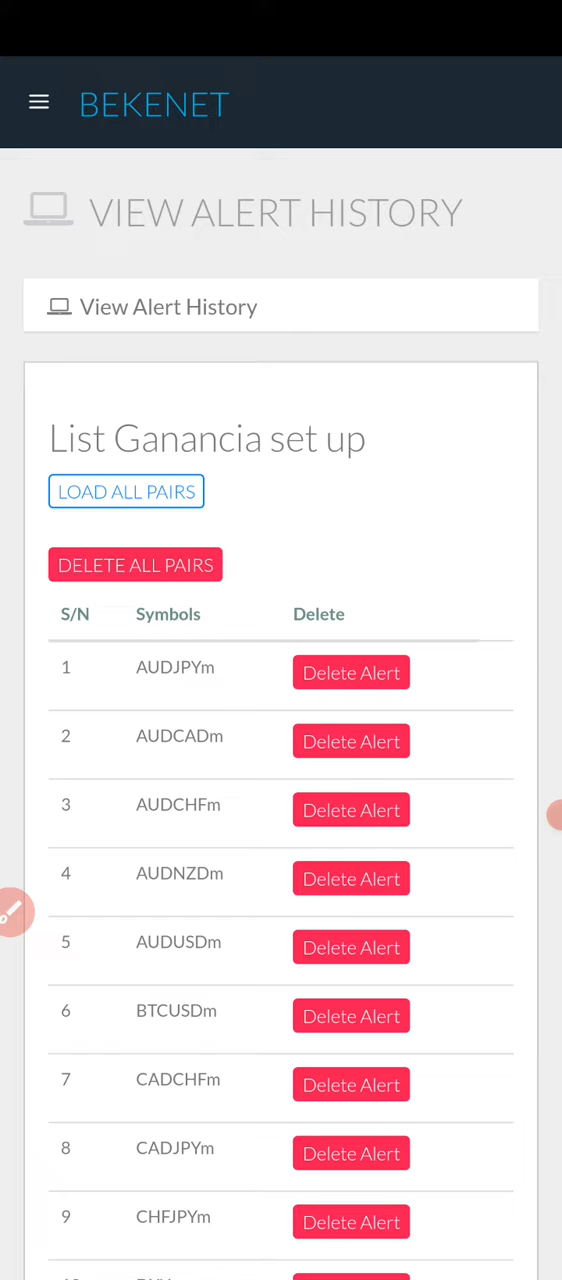 BEKENET
VIEW ALERT HISTORY
View Alert History
List Ganancia set up
LOAD ALL PAIRS
DELETE ALL PAIRS
S/N Symbols Delete
1 AUDJPYm Delete Alert
2 AUDCADm Delete Alert
3 AUDCHFm Delete Alert
4 AUDNZDm Delete Alert
5 AUDUSDm Delete Alert
6 BTCUSDm Delete Alert
7 CADCHFm Delete Alert
8 CADJPYm Delete Alert
9 CHFJPYm Delete Alert